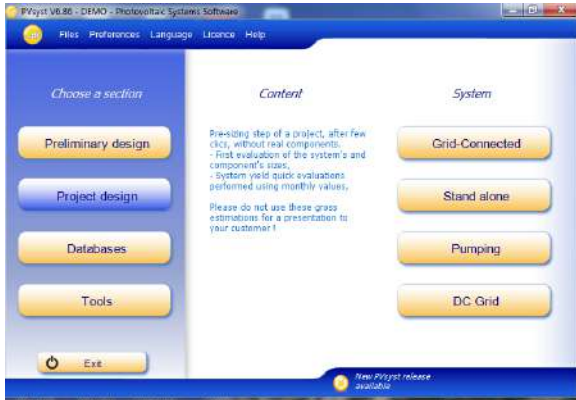 PVsyst V6.86 - DEMO - Photovoltaic Systems Software
Files Preferences Language Licence Help
Choose a section
Content
System
Preliminary design
Project design
Databases
Tools
Exit
Pre-sizing step of a project, after few
clics, without real components.
- First evaluation of the system's and
component's sizes,
- System yield quick evaluations
performed using monthly values,
Please do not use these gross
estimations for a presentation to
your customer !
Grid-Connected
Stand alone
Pumping
DC Grid
New PVsyst release
available